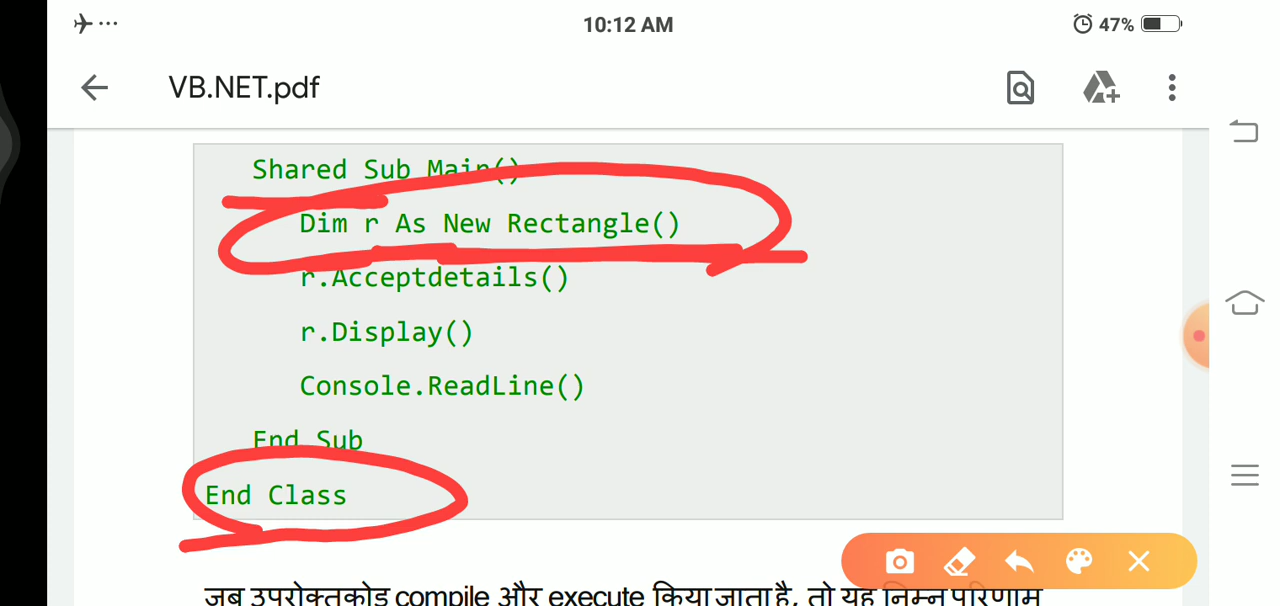 10:12 AM
47%
VB.NET.pdf
Shared Sub Main()
Dim r As New Rectangle()
r.Acceptdetails()
r.Display()
Console.ReadLine()
End Sub
End Class
जब उपरोक्तकोड compile और execute किया जाता है, तो यह निम्न परिणाम